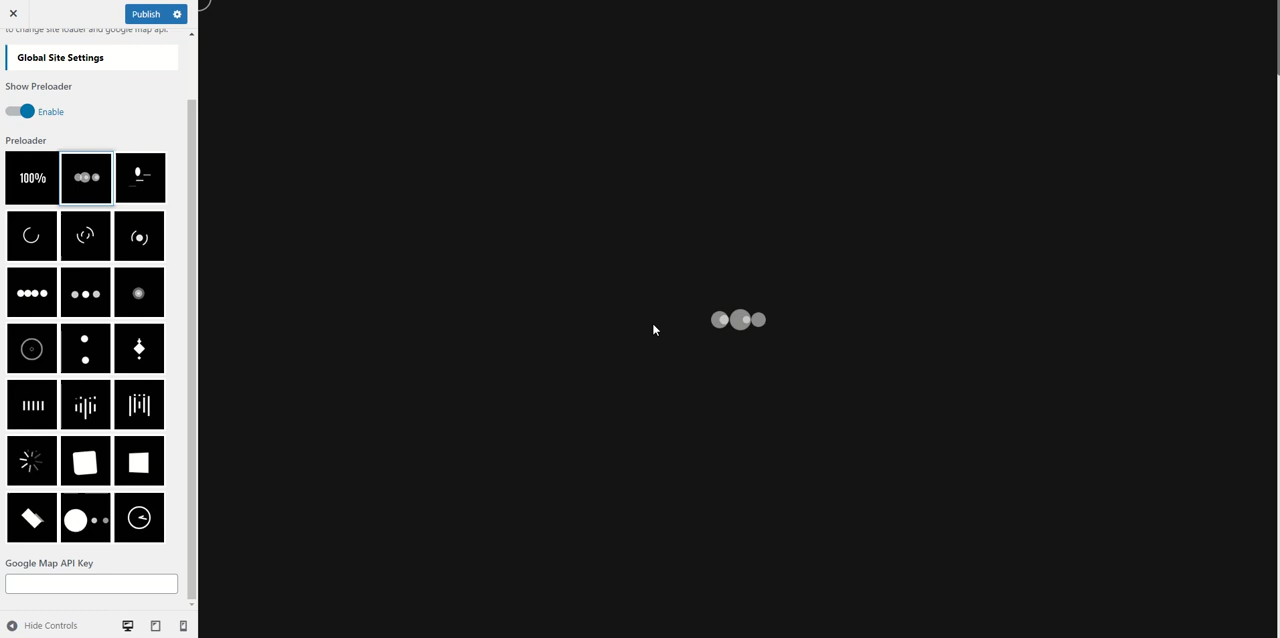 Publish
to change site loader and google map api.
Global Site Settings
Show Preloader
Enable
Preloader
100%
Google Map API Key
Hide Controls